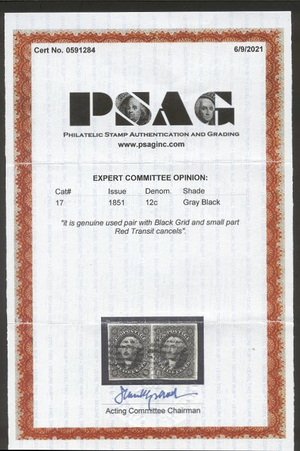 Cert No. 0591284
6/9/2021
PSAG
PHILATELIC STAMP AUTHENTICATION AND GRADING
www.psaginc.com
EXPERT COMMITTEE OPINION:
Cat# Issue Denom. Shade
17 1851 12c Gray Black
"it is genuine used pair with Black Grid and small part
Red Transit cancels".
Acting Committee Chairman